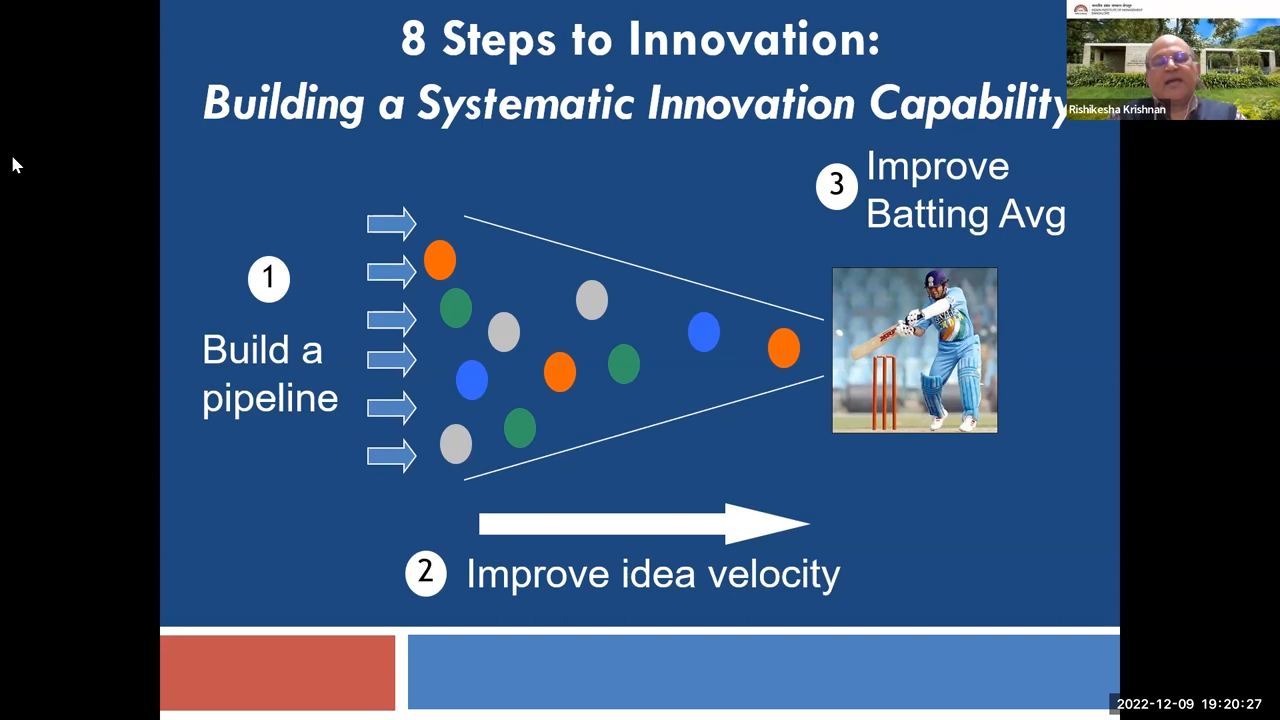 8 Steps to Innovation:
Building a Systematic Innovation Capability
Rishikesha Krishnan
3
Improve
Batting Avg
1
Build a
pipeline
2
Improve idea velocity
2022-12-09 19:20:27